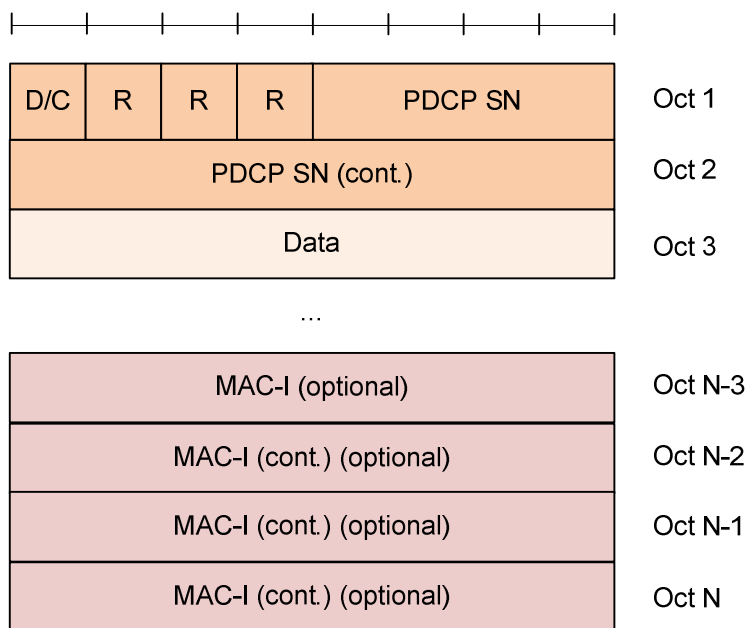 D/C R R R PDCP SN Oct 1
PDCP SN (cont.) Oct 2
Data Oct 3
...
MAC-I (optional) Oct N-3
MAC-I (cont.) (optional) Oct N-2
MAC-I (cont.) (optional) Oct N-1
MAC-I (cont.) (optional) Oct N